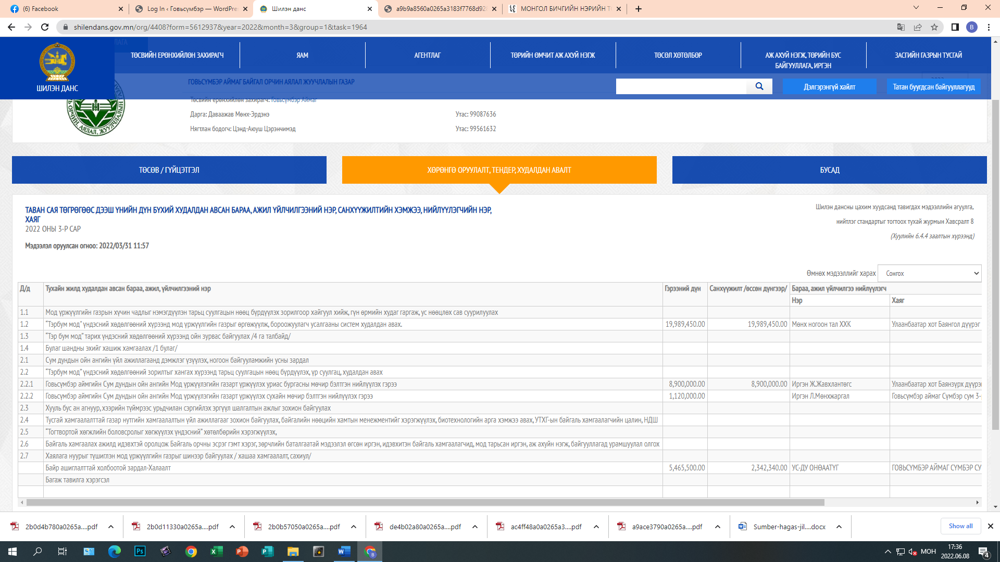 (6) Facebook
Log In ‹ Говьсүмбэр — WordPre
Шилэн данс
a9b9a8560a0265a3183f7768d92
МОНГОЛ БИЧГИЙН НЭРИЙН Т
shilendans.gov.mn/org/4408?form=5612937&year=2022&month=3&group=1&task=1964
B
ШИЛЭН ДАНС
ТӨСВИЙН ЕРӨНХИЙЛӨН ЗАХИРАГЧ
ЯАМ
АГЕНТЛАГ
ТӨРИЙН ӨМЧИТ АЖ АХУЙ НЭГЖ
ТӨСӨЛ ХӨТӨЛБӨР
АЖ АХУЙ НЭГЖ, ТӨРИЙН БУС
БАЙГУУЛЛАГА, ИРГЭН
ЗАСГИЙН ГАЗРЫН ТУСГАЙ
ГОВЬСҮМБЭР АЙМАГ БАЙГАЛ ОРЧИН АЯЛАЛ ЖУУЧЛАЛЫН ГАЗАР
Дэлгэрэнгүй хайлт
Татан буугдсан байгууллагууд
Төсвийн ерөнхийлөн захирагч: Говьсүмбэр Аймаг
Дарга: Даваажав Мөнх-Эрдэнэ
Утас: 99087636
Нягтлан бодогч: Цэнд-Аюуш Цэрэнчимэд
Утас: 99561632
ТӨСӨВ / ГҮЙЦЭТГЭЛ
ХӨРӨНГӨ ОРУУЛАЛТ, ТЕНДЕР, ХУДАЛДАН АВАЛТ
БУСАД
ТАВАН САЯ ТӨГРӨГӨӨС ДЭЭШ ҮНИЙН ДҮН БҮХИЙ ХУДАЛДАН АВСАН БАРАА, АЖИЛ ҮЙЛЧИЛГЭЭНИЙ НЭР, САНХҮҮЖИЛТИЙН ХЭМЖЭЭ, НИЙЛҮҮЛЭГЧИЙН НЭР,
ХАЯГ
2022 ОНЫ 3-Р САР
Мэдээлэл оруулсан огноо: 2022/03/31 11:57
Шилэн дансны цахим хуудсанд тавигдах мэдээллийн агуулга,
нийтлэг стандартыг тогтоох тухай журмын Хавсралт 8
(Хуулийн 6.4.4 заалтын хүрээнд)
Өмнөх мэдээллийг харах Сонгох
Д/д Тухайн жилд худалдан авсан бараа, ажил, үйлчилгээний нэр Гэрээний дүн Санхүүжилт /өссөн дүнгээр/ Бараа, ажил үйлчилгээ нийлүүлэгч
Нэр Хаяг
1.1 Мод үржүүлгийн газрын хүчин чадлыг нэмэгдүүлэн тарьц суулгацын нөөц бүрдүүлэх зорилгоор хайгуул хийж, гүн өрмийн худаг гаргаж, ус нөөцлөх сав суурилуулах
1.2 “Тэрбум мод” үндэсний хөдөлгөөний хүрээнд мод үржүүлгийн газрыг өргөжүүлж, бороожуулагч усалгааны систем худалдан авах. 19,989,450.00 19,989,450.00 Мөнх ногоон тал ХХК Улаанбаатар хот Баянгол дүүрэг
1.3 “Тэр бум мод” тарих үндэсний хөдөлгөөний хүрээнд ойн зурвас байгуулах /4 га талбайд/
1.4 Булаг шандны эхийг хашиж хамгаалах /1 булаг/
2.1 Сум дундын ойн ангийн үйл ажиллагаанд дэмжлэг үзүүлэх, ногоон байгууламжийн усны зардал
2.2 “Тэрбум мод” үндэсний хөдөлгөөний зорилтыг хангах хүрээнд тарьц суулгацын нөөц бүрдүүлэх, үр суулгац, худалдан авах
2.2.1 Говьсүмбэр аймгийн Сум дундын ойн ангийн Мод үржүүлэгийн газарт үржүүлэх уриас бургасны мөчир бэлтгэн нийлүүлэх гэрээ 8,900,000.00 8,900,000.00 Иргэн Ж.Жавхлантөгс Улаанбаатар хот Баянзүрх дүүрэ
2.2.2 Говьсүмбэр аймгийн Сум дундын ойн ангийн Мод үржүүлэгийн газарт үржүүлэх сухайн мөчир бэлтгэн нийлүүлэх гэрээ 1,120,000.00 Иргэн Л.Мөнхжаргал Говьсүмбэр аймаг Сүмбэр сум 3-
2.3 Хууль бус ан агнуур, хээрийн түймрээс урьдчилан сэргийлэх эргүүл шалгалтын ажлыг зохион байгуулах
2.4 Тусгай хамгаалалттай газар нутгийн хамгаалалтын үйл ажиллагааг зохион байгуулах, байгалийн нөөцийн хамтын менежментийг хэрэгжүүлэх, биотехнологийн арга хэмжээ авах, УТХГ-ын байгаль хамгаалагчийн цалин, НДШ
2.5 “Тогтвортой хөгжлийн боловсролыг хөгжүүлэх үндэсний” хөтөлбөрийн хэрэгжүүлэх,
2.6 Байгаль хамгаалах ажилд идэвхтэй оролцож Байгаль орчны эсрэг гэмт хэрэг, зөрчлийн баталгаатай мэдээлэл өгсөн иргэн, идэвхитэн байгаль хамгаалагчид, мод тарьсан иргэн, аж ахуйн нэгж, байгууллагад урамшуулал олгох
2.7 Хаялага нуурыг түшиглэн мод үржүүлгийн газрыг шинээр байгуулах / хашаа хамгаалалт, сахиул/
Байр ашиглалттай холбоотой зардал-Халаалт 5,465,500.00 2,342,340.00 УС-ДУ ОНӨААТҮГ ГОВЬСҮМБЭР АЙМАГ СҮМБЭР СУ
Багаж тавилга хэрэгсэл
2b0d4b780a0265a....pdf
2b0d11330a0265a....pdf
2b0b57050a0265a....pdf
de4b02a80a0265a....pdf
ac4ff48a0a0265a3....pdf
a9ace3790a0265a....pdf
Sumber-hagas-jil....docx
Show all
МОН
17:36
2022.06.08
4